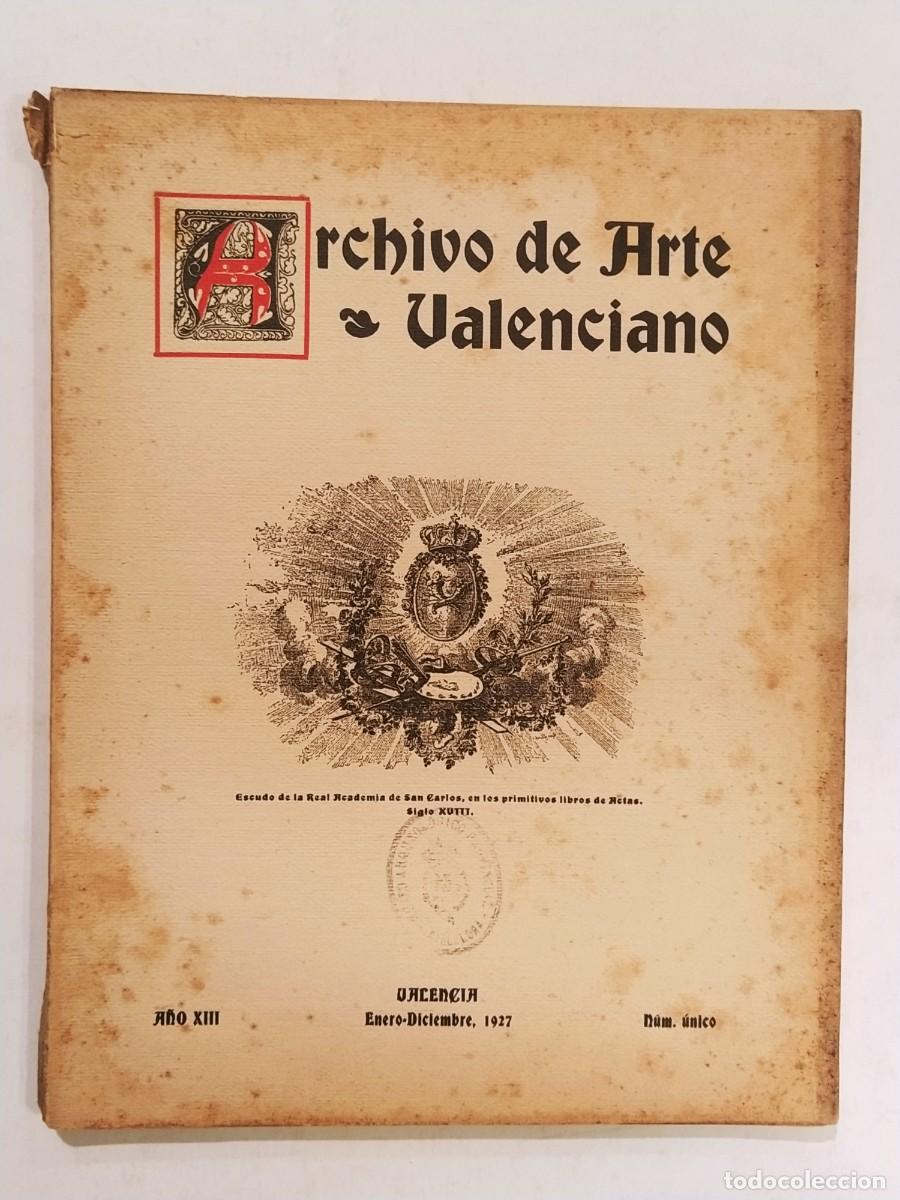 Archivo de Arte
Valenciano
Escudo de la Real Academia de San Carlos, en los primitivos libros de Actas.
Siglo XVIII.
VALENCIA
AÑO XIII Enero-Diciembre, 1927 Núm. único
todocoleccion